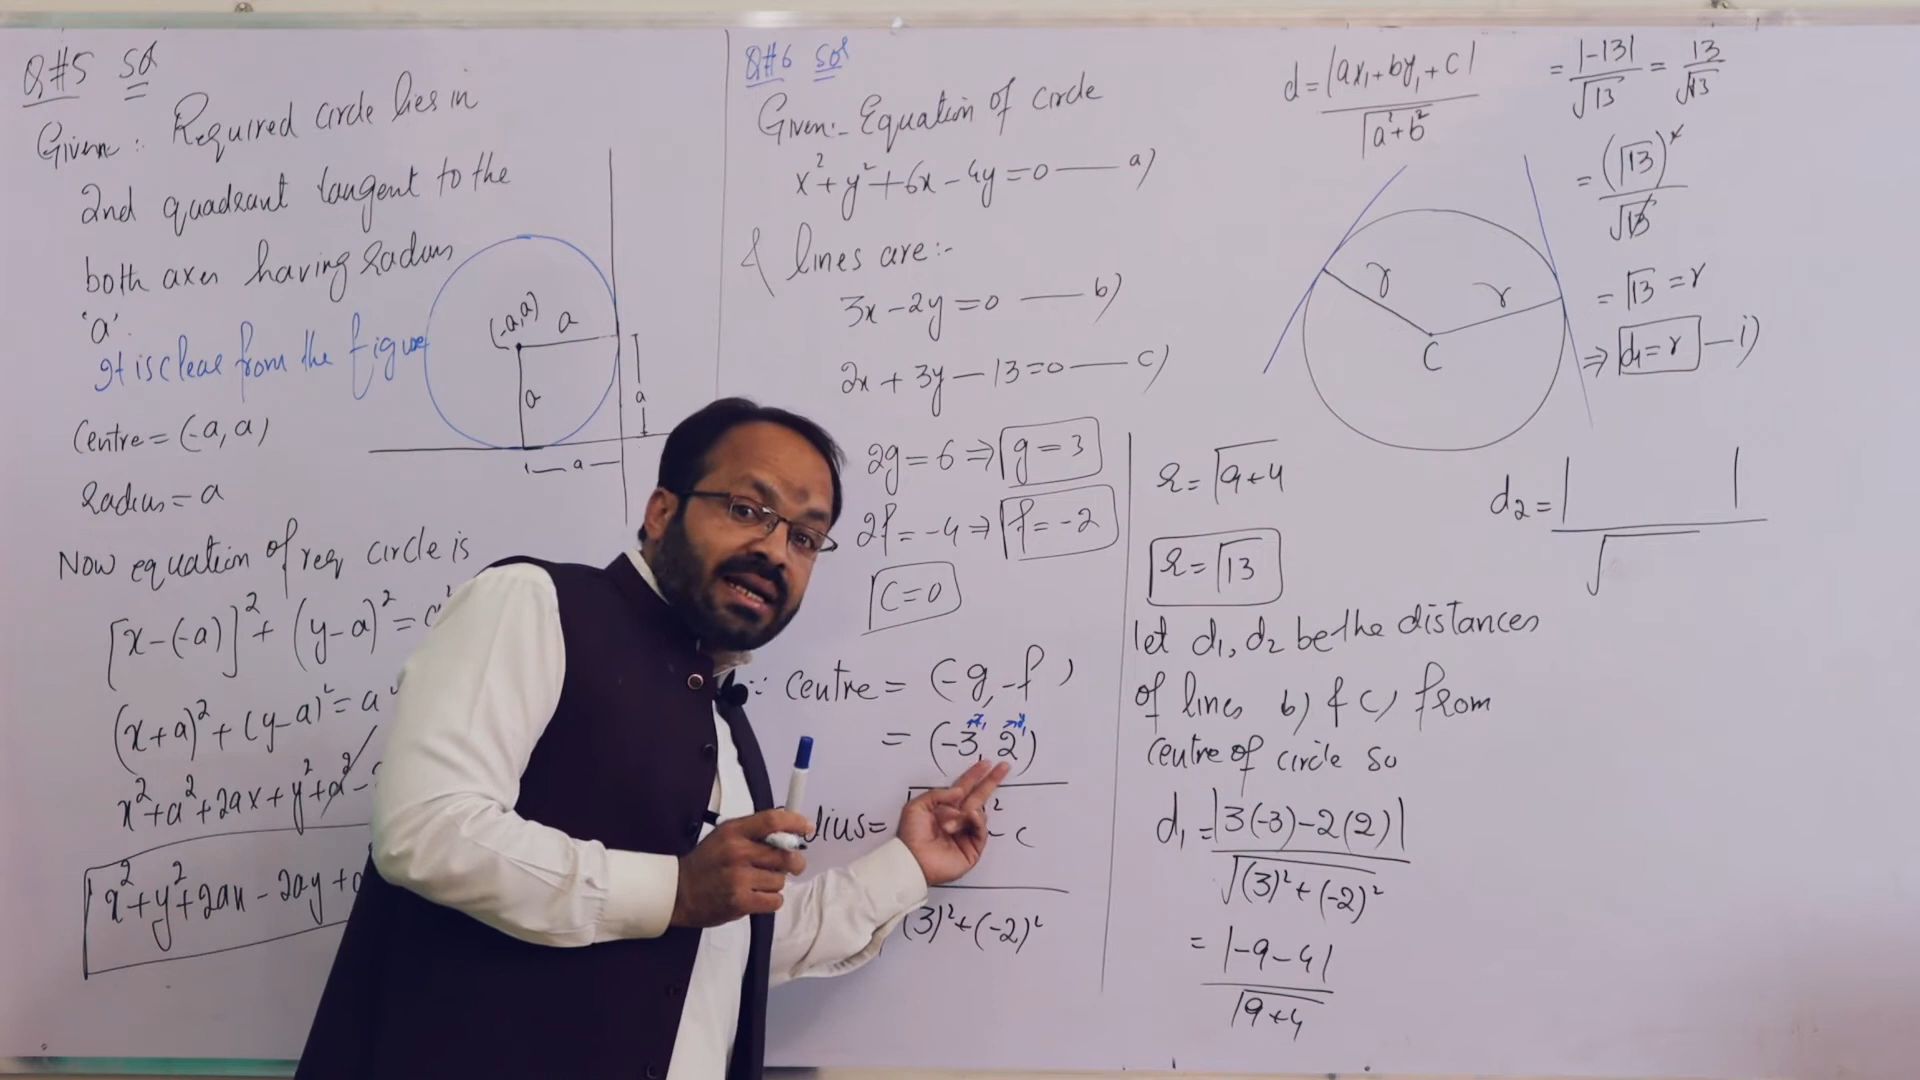 Q#5 Sol
Given: Required circle lies in
2nd quadrant tangent to the
both axes having radius
'a'.
It is clear from the figure
Centre = (-a, a)
Radius = a
Now equation of req circle is
[x-(-a)]²+(y-a)²=a²
(x+a)²+(y-a)²=a²
x²+a²+2ax+y²+a²-
x²+y²+2ax-2ay+a
(-a,a)
a
a
a
a
Q#6 Sol
Given:- Equation of circle
x²+y²+6x-4y=0 — a)
& lines are:-
3x-2y=0 — b)
2x+3y-13=0 — c)
2g=6⇒ g=3
2f=-4⇒ f=-2
C=0
∵ Centre = (-g,-f)
= (-3, 2)
dius=
² - c
(3)²+(-2)²
r=√9+4
r=√13
let d₁, d₂ be the distances
of lines b) & c) from
centre of circle so
d₁=|3(-3)-2(2)|
√(3)²+(-2)²
= |-9-4|
√9+4
d=|ax₁+by₁+c|
√a²+b²
r
r
C
d₂=| |
√
= |-13|/√13 = 13/√13
= (√13)²
√13
= √13 = r
⇒ d₁=r — i)